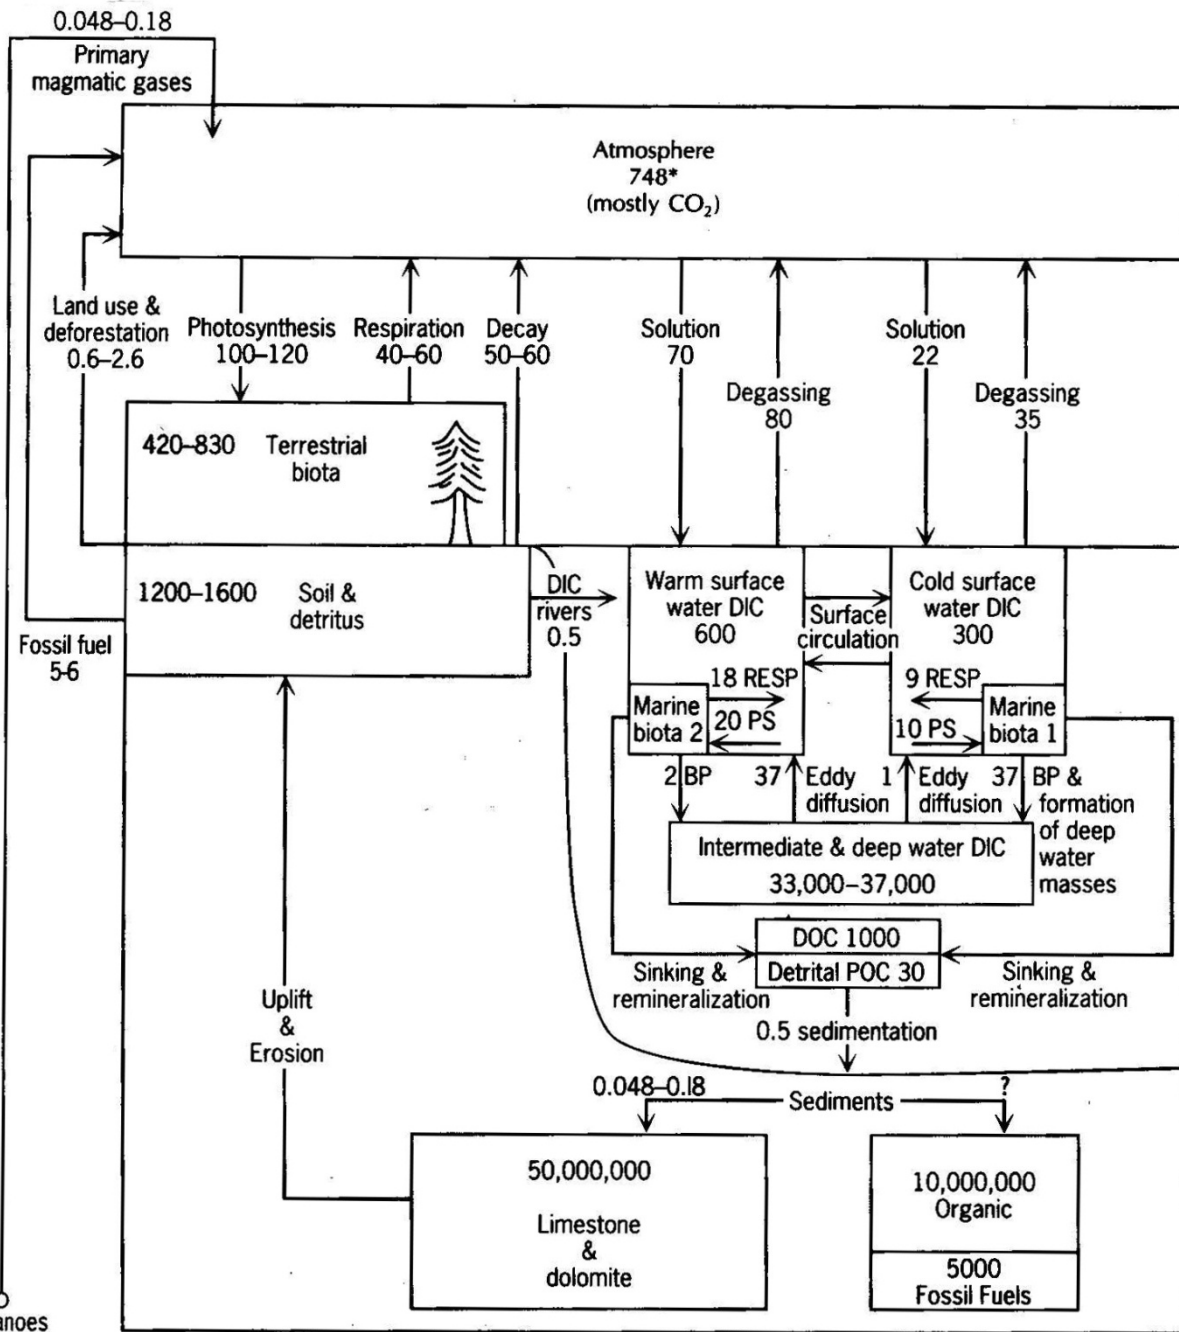 0.048–0.18
Primary
magmatic gases
Atmosphere
748*
(mostly CO₂)
Land use &
deforestation
0.6–2.6
Photosynthesis
100–120
Respiration
40–60
Decay
50–60
Solution
70
Degassing
80
Solution
22
Degassing
35
420–830 Terrestrial
biota
1200–1600 Soil &
detritus
Fossil fuel
5-6
DIC
rivers
0.5
Warm surface
water DIC
600
Surface
circulation
Cold surface
water DIC
300
18 RESP
20 PS
Marine
biota 2
9 RESP
10 PS
Marine
biota 1
2 BP
37 Eddy
diffusion
1 Eddy
diffusion
37 BP &
formation
of deep
water
masses
Intermediate & deep water DIC
33,000–37,000
DOC 1000
Detrital POC 30
Sinking &
remineralization
Sinking &
remineralization
0.5 sedimentation
Uplift
&
Erosion
0.048–0.18
Sediments
?
50,000,000
Limestone
&
dolomite
10,000,000
Organic
5000
Fossil Fuels
anoes